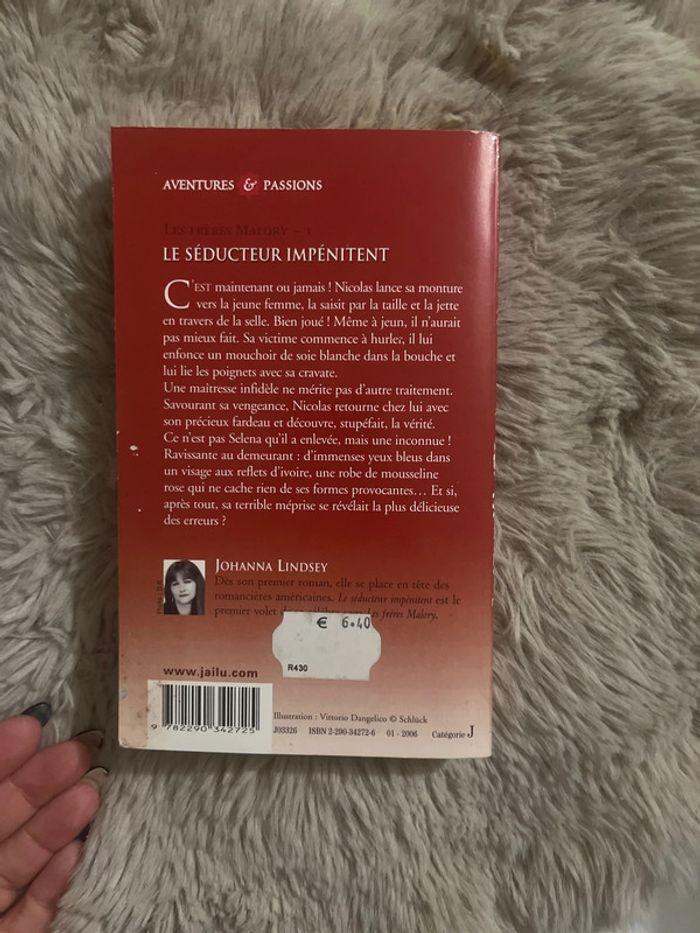 AVENTURES & PASSIONS
LES FRÈRES MALORY – 1
LE SÉDUCTEUR IMPÉNITENT
C'EST maintenant ou jamais ! Nicolas lance sa monture
vers la jeune femme, la saisit par la taille et la jette
en travers de la selle. Bien joué ! Même à jeun, il n'aurait
pas mieux fait. Sa victime commence à hurler, il lui
enfonce un mouchoir de soie blanche dans la bouche et
lui lie les poignets avec sa cravate.
Une maîtresse infidèle ne mérite pas d'autre traitement.
Savourant sa vengeance, Nicolas retourne chez lui avec
son précieux fardeau et découvre, stupéfait, la vérité.
Ce n'est pas Selena qu'il a enlevée, mais une inconnue !
Ravissante au demeurant : d'immenses yeux bleus dans
un visage aux reflets d'ivoire, une robe de mousseline
rose qui ne cache rien de ses formes provocantes… Et si,
après tout, sa terrible méprise se révélait la plus délicieuse
des erreurs ?
JOHANNA LINDSEY
Dès son premier roman, elle se place en tête des
romancières américaines. Le séducteur impénitent est le
premier volet Les frères Malory.
€ 6.40
R430
www.jailu.com
9 782290 342725
Illustration : Vittorio Dangelico © Schlück
J03326 ISBN 2-290-34272-6 01 - 2006 Catégorie J